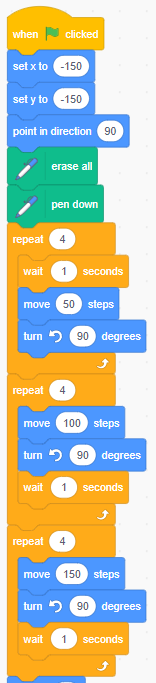 when clicked
set x to -150
set y to -150
point in direction 90
erase all
pen down
repeat 4
wait 1 seconds
move 50 steps
turn 90 degrees
repeat 4
move 100 steps
turn 90 degrees
wait 1 seconds
repeat 4
move 150 steps
turn 90 degrees
wait 1 seconds